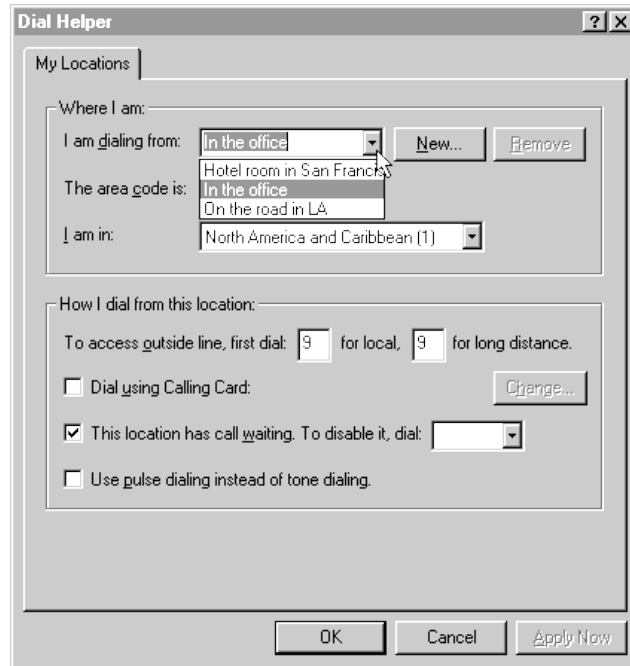 Dial Helper
My Locations
Where I am:
I am dialing from: In the office New... Remove
Hotel room in San Francis
The area code is: In the office
On the road in LA
I am in: North America and Caribbean (1)
How I dial from this location:
To access outside line, first dial: 9 for local, 9 for long distance.
Dial using Calling Card: Change...
This location has call waiting. To disable it, dial:
Use pulse dialing instead of tone dialing.
OK Cancel Apply Now